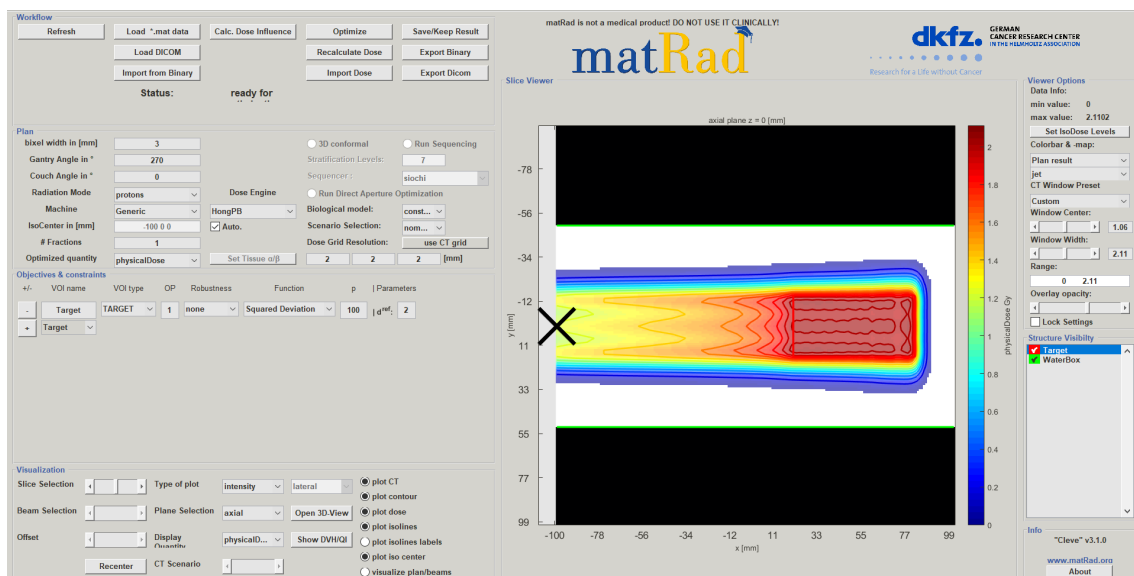 Workflow
Refresh
Load *.mat data
Calc. Dose Influence
Optimize
Save/Keep Result
Load DICOM
Recalculate Dose
Export Binary
Import from Binary
Import Dose
Export Dicom
Status:
ready for
Plan
bixel width in [mm]
3
3D conformal
Run Sequencing
Gantry Angle in °
270
Stratification Levels:
7
Couch Angle in °
0
Sequencer :
siochi
Radiation Mode
protons
Dose Engine
Run Direct Aperture Optimization
Machine
Generic
HongPB
Biological model:
const...
IsoCenter in [mm]
-100 0 0
Auto.
Scenario Selection:
nom...
# Fractions
1
Dose Grid Resolution:
use CT grid
Optimized quantity
physicalDose
Set Tissue α/β
2
2
2
[mm]
Objectives & constraints
+/-
VOI name
VOI type
OP
Robustness
Function
p
| Parameters
-
Target
TARGET
1
none
Squared Deviation
100
| d^ref:
2
+
Target
Visualization
Slice Selection
Type of plot
intensity
lateral
plot CT
plot contour
Beam Selection
Plane Selection
axial
Open 3D-View
plot dose
plot isolines
Offset
Display
Quantity
physicalD...
Show DVH/QI
plot isolines labels
plot iso center
Recenter
CT Scenario
visualize plan/beams
matRad is not a medical product! DO NOT USE IT CLINICALLY!
matRad
dkfz.
GERMAN
CANCER RESEARCH CENTER
IN THE HELMHOLTZ ASSOCIATION
Research for a Life without Cancer
Slice Viewer
axial plane z = 0 [mm]
-78
-56
-34
-12
11
33
55
77
99
y [mm]
-100
-78
-56
-34
-12
11
33
55
77
99
x [mm]
2
1.8
1.6
1.4
1.2
1
0.8
0.6
0.4
0.2
0
physicalDose Gy
Viewer Options
Data Info:
min value:
0
max value:
2.1102
Set IsoDose Levels
Colorbar & -map:
Plan result
jet
CT Window Preset
Custom
Window Center:
1.06
Window Width:
2.11
Range:
0 2.11
Overlay opacity:
Lock Settings
Structure Visibilty
Target
WaterBox
Info
"Cleve" v3.1.0
www.matRad.org
About